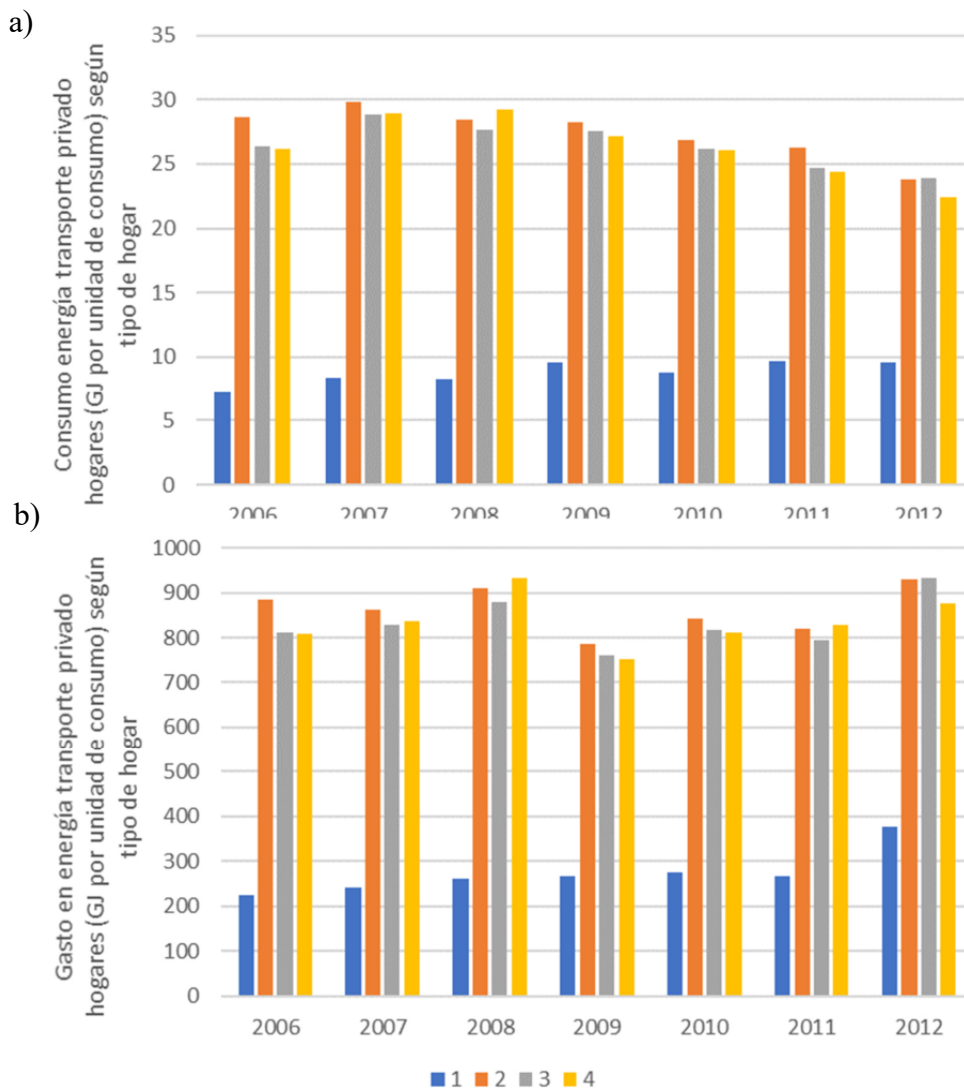 a)
Consumo energía transporte privado
hogares (GJ por unidad de consumo) según
tipo de hogar
35
30
25
20
15
10
5
0
2006 2007 2008 2009 2010 2011 2012
b)
Gasto en energía transporte privado
hogares (GJ por unidad de consumo) según
tipo de hogar
1000
900
800
700
600
500
400
300
200
100
0
2006 2007 2008 2009 2010 2011 2012
1 2 3 4